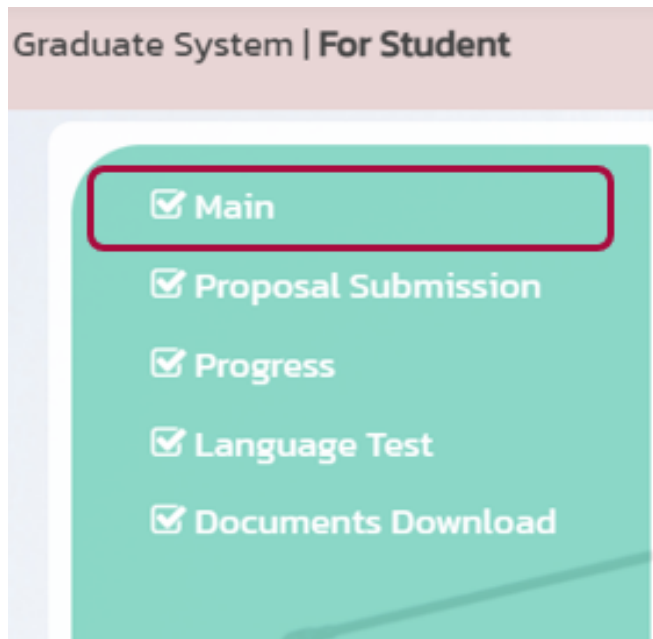 Graduate System | For Student
Main
Proposal Submission
Progress
Language Test
Documents Download